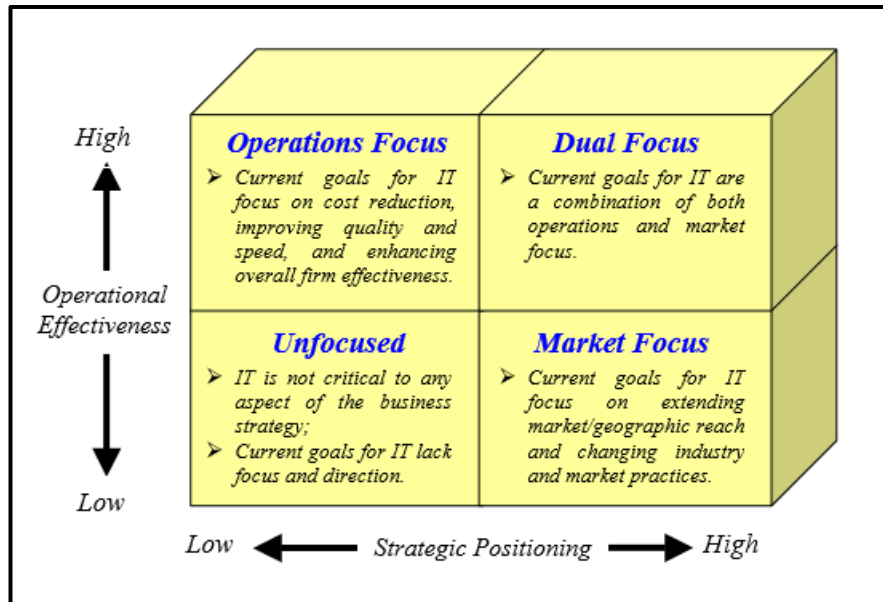 High
Operational
Effectiveness
Low
Operations Focus
➢ Current goals for IT
focus on cost reduction,
improving quality and
speed, and enhancing
overall firm effectiveness.
Dual Focus
➢ Current goals for IT are
a combination of both
operations and market
focus.
Unfocused
➢ IT is not critical to any
aspect of the business
strategy;
➢ Current goals for IT lack
focus and direction.
Market Focus
➢ Current goals for IT
focus on extending
market/geographic reach
and changing industry
and market practices.
Low Strategic Positioning High